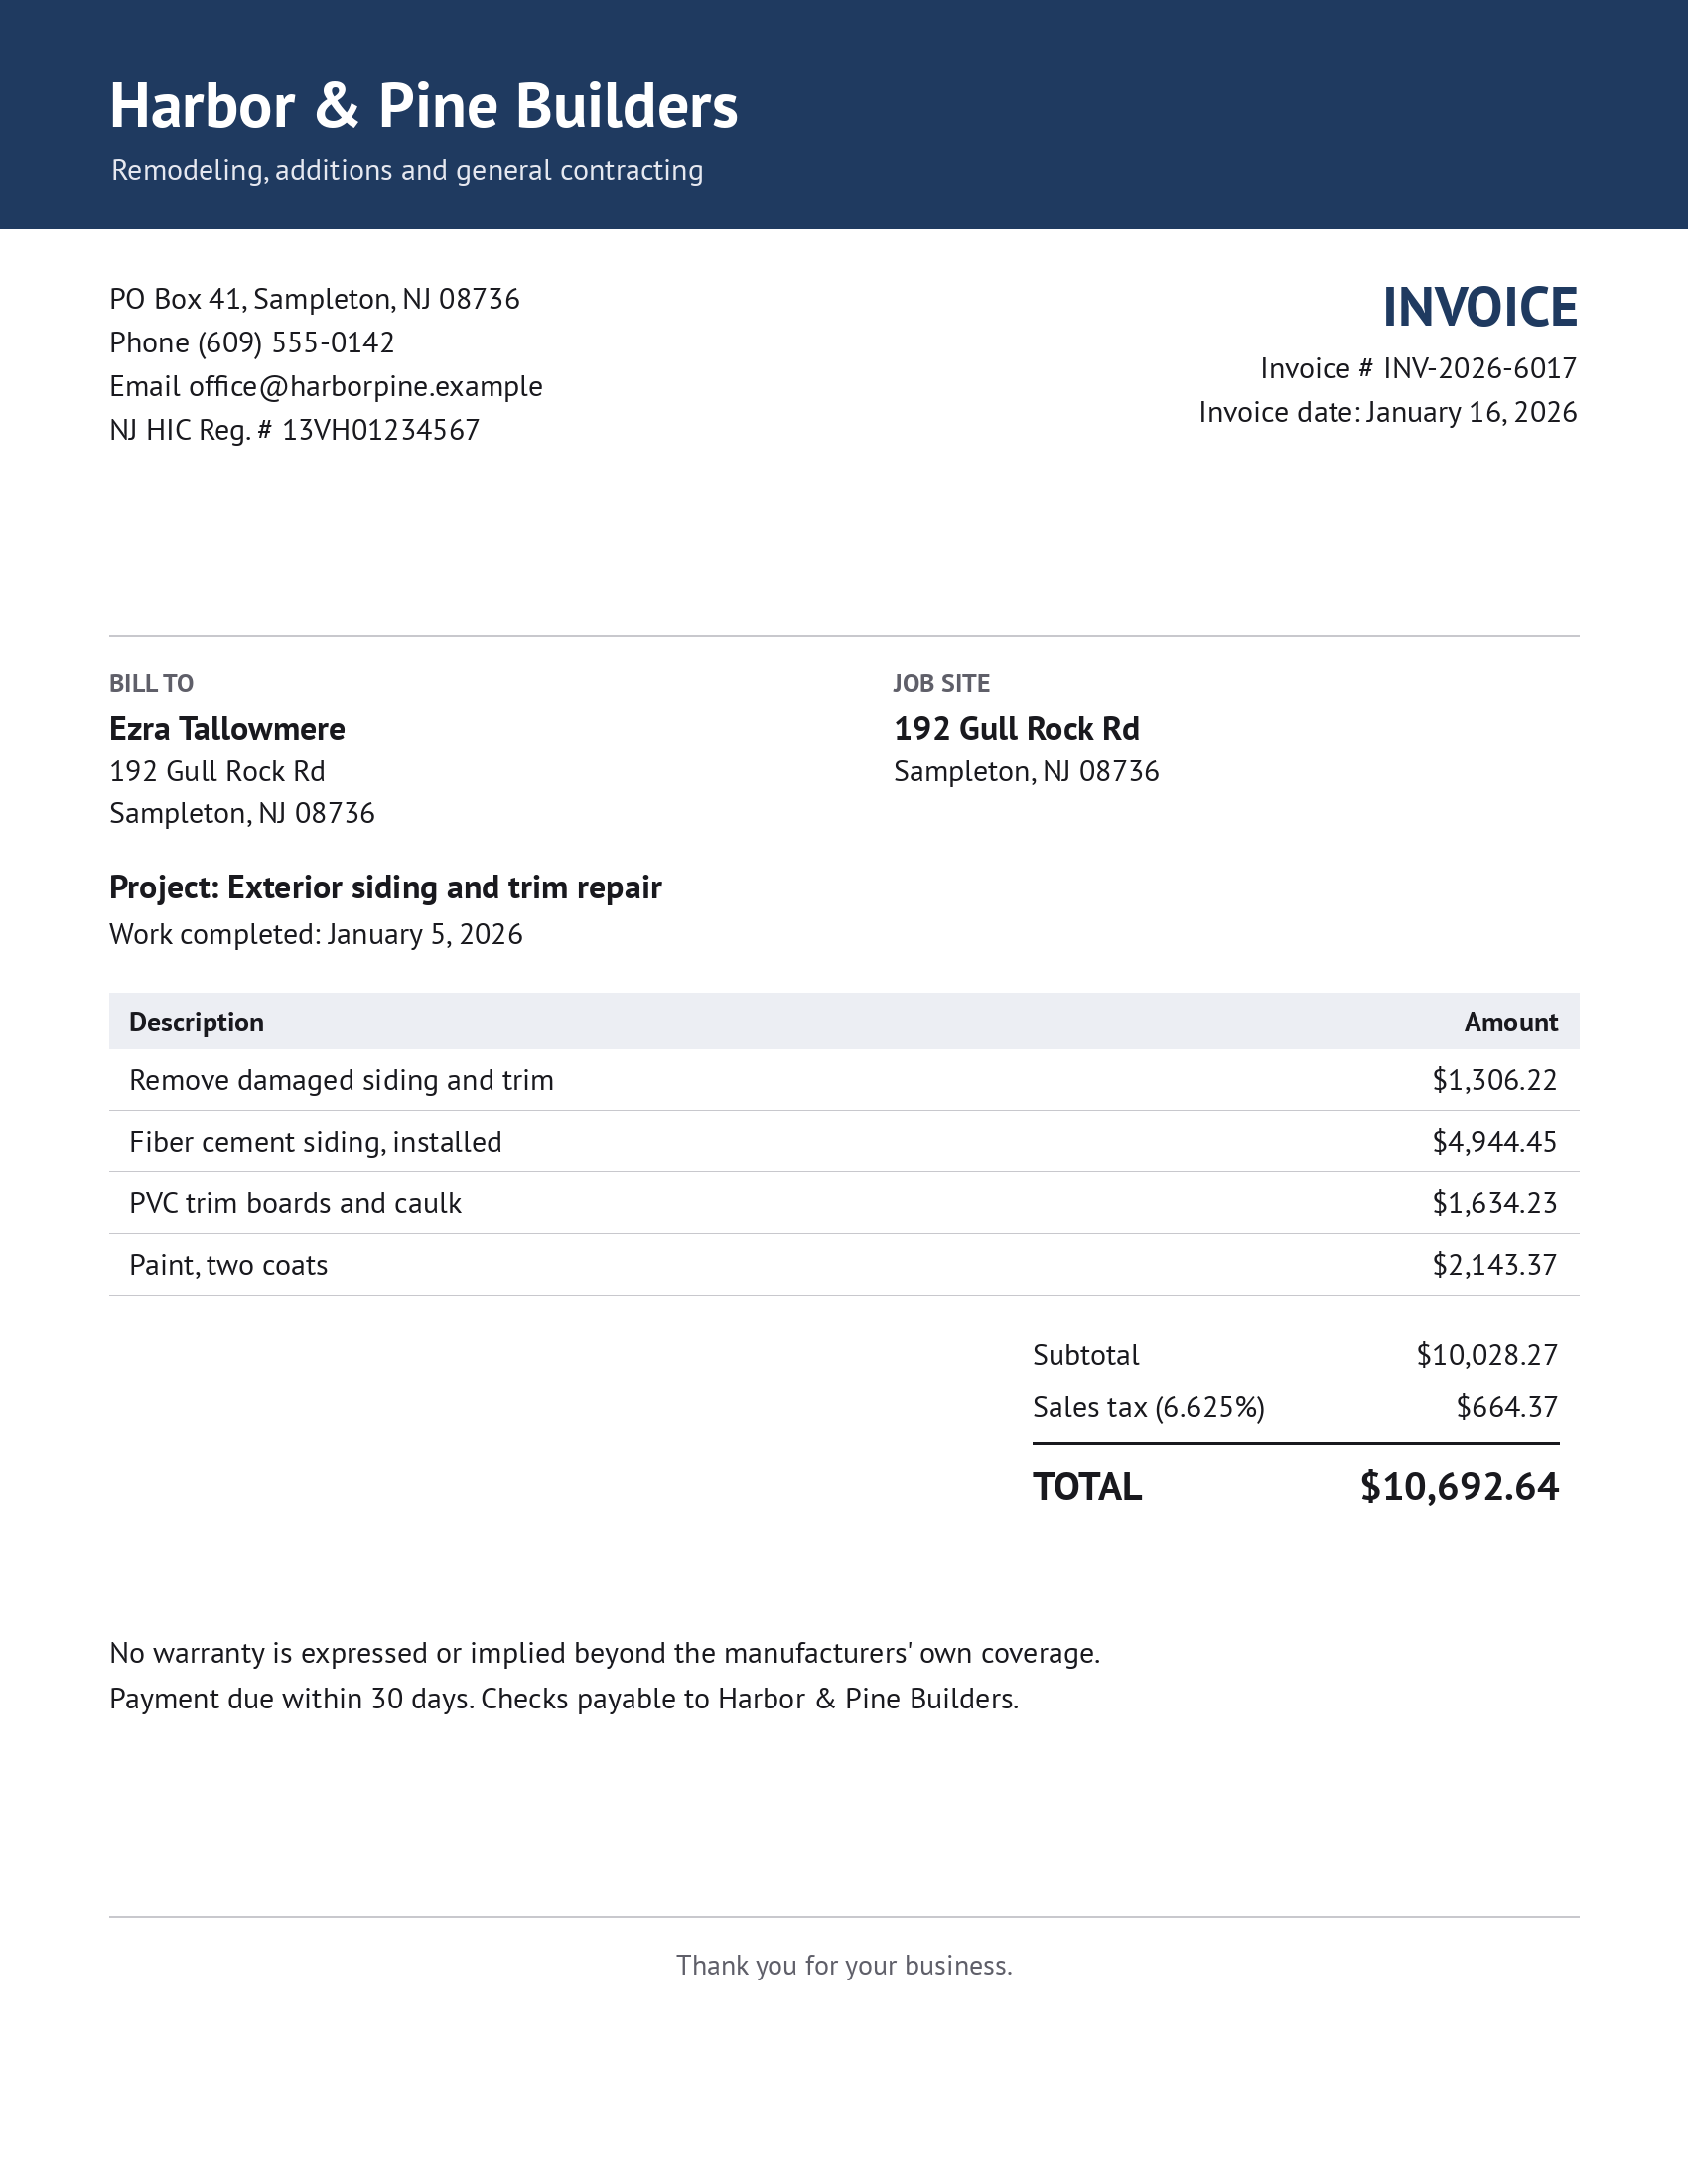 Harbor & Pine Builders
Remodeling, additions and general contracting
PO Box 41, Sampleton, NJ 08736
Phone (609) 555-0142
Email office@harborpine.example
NJ HIC Reg. # 13VH01234567
INVOICE
Invoice # INV-2026-6017
Invoice date: January 16, 2026
BILL TO
Ezra Tallowmere
192 Gull Rock Rd
Sampleton, NJ 08736
JOB SITE
192 Gull Rock Rd
Sampleton, NJ 08736
Project: Exterior siding and trim repair
Work completed: January 5, 2026
Description Amount
Remove damaged siding and trim $1,306.22
Fiber cement siding, installed $4,944.45
PVC trim boards and caulk $1,634.23
Paint, two coats $2,143.37
Subtotal $10,028.27
Sales tax (6.625%) $664.37
TOTAL $10,692.64
No warranty is expressed or implied beyond the manufacturers' own coverage.
Payment due within 30 days. Checks payable to Harbor & Pine Builders.
Thank you for your business.